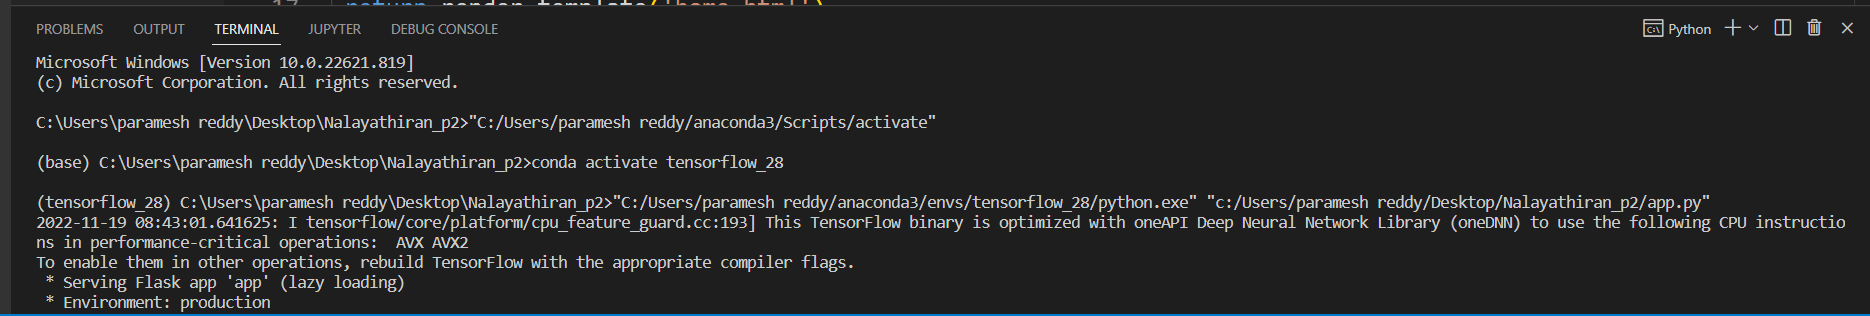 PROBLEMS OUTPUT TERMINAL JUPYTER DEBUG CONSOLE Python
Microsoft Windows [Version 10.0.22621.819]
(c) Microsoft Corporation. All rights reserved.
C:\Users\paramesh reddy\Desktop\Nalayathiran_p2>"C:/Users/paramesh reddy/anaconda3/Scripts/activate"
(base) C:\Users\paramesh reddy\Desktop\Nalayathiran_p2>conda activate tensorflow_28
(tensorflow_28) C:\Users\paramesh reddy\Desktop\Nalayathiran_p2>"C:/Users/paramesh reddy/anaconda3/envs/tensorflow_28/python.exe" "c:/Users/paramesh reddy/Desktop/Nalayathiran_p2/app.py"
2022-11-19 08:43:01.641625: I tensorflow/core/platform/cpu_feature_guard.cc:193] This TensorFlow binary is optimized with oneAPI Deep Neural Network Library (oneDNN) to use the following CPU instructio
ns in performance-critical operations:  AVX AVX2
To enable them in other operations, rebuild TensorFlow with the appropriate compiler flags.
 * Serving Flask app 'app' (lazy loading)
 * Environment: production